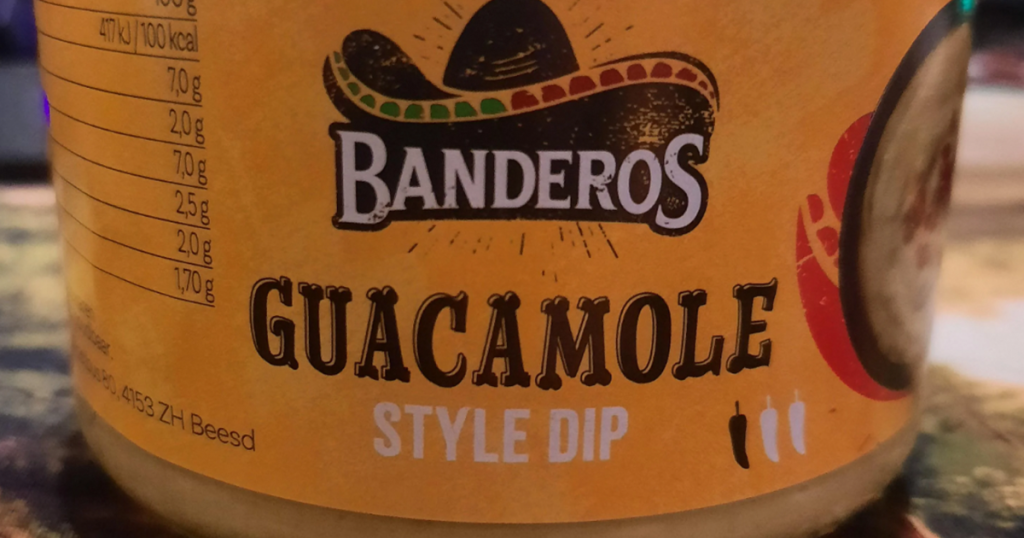 417 kJ/100 kcal
7,0 g
2,0 g
7,0 g
2,5 g
2,0 g
1,70 g
4153 ZH Beesd
BANDEROS
GUACAMOLE
STYLE DIP